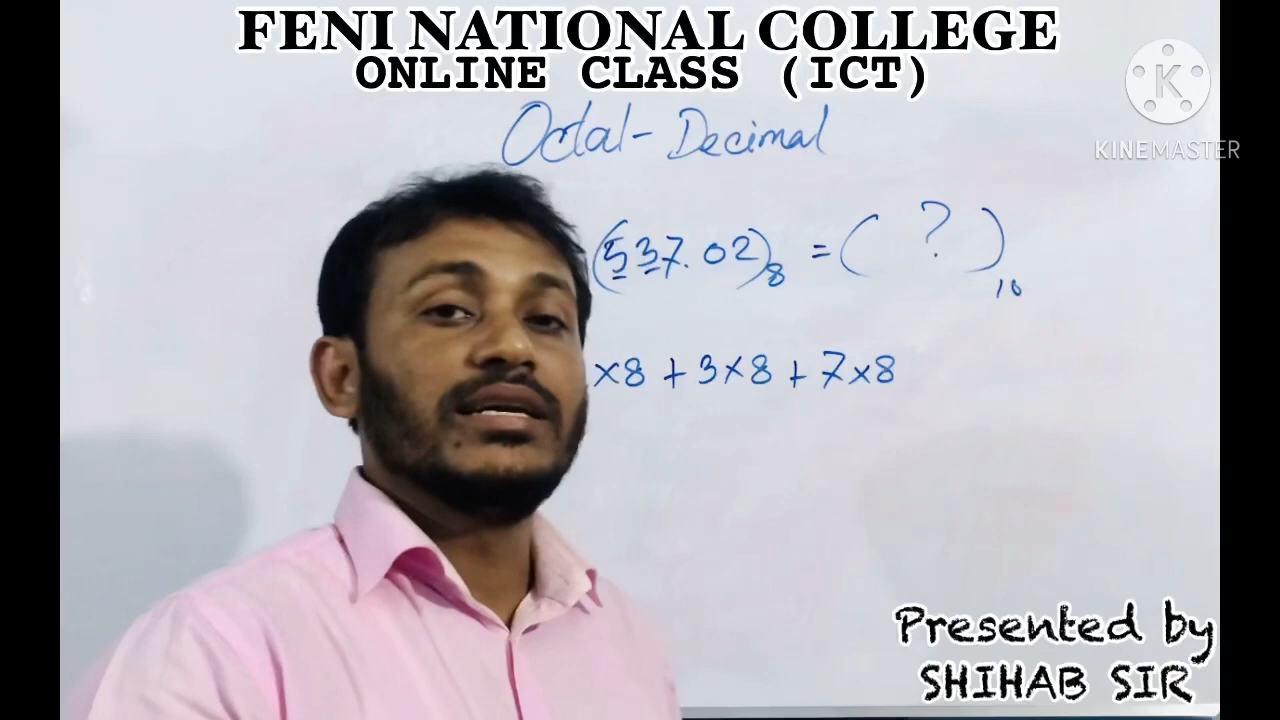 FENI NATIONAL COLLEGE
ONLINE CLASS (ICT)
K
KINEMASTER
Octal - Decimal
(537.02)8 = ( ? )10
×8 + 3×8 + 7×8
Presented by
SHIHAB SIR